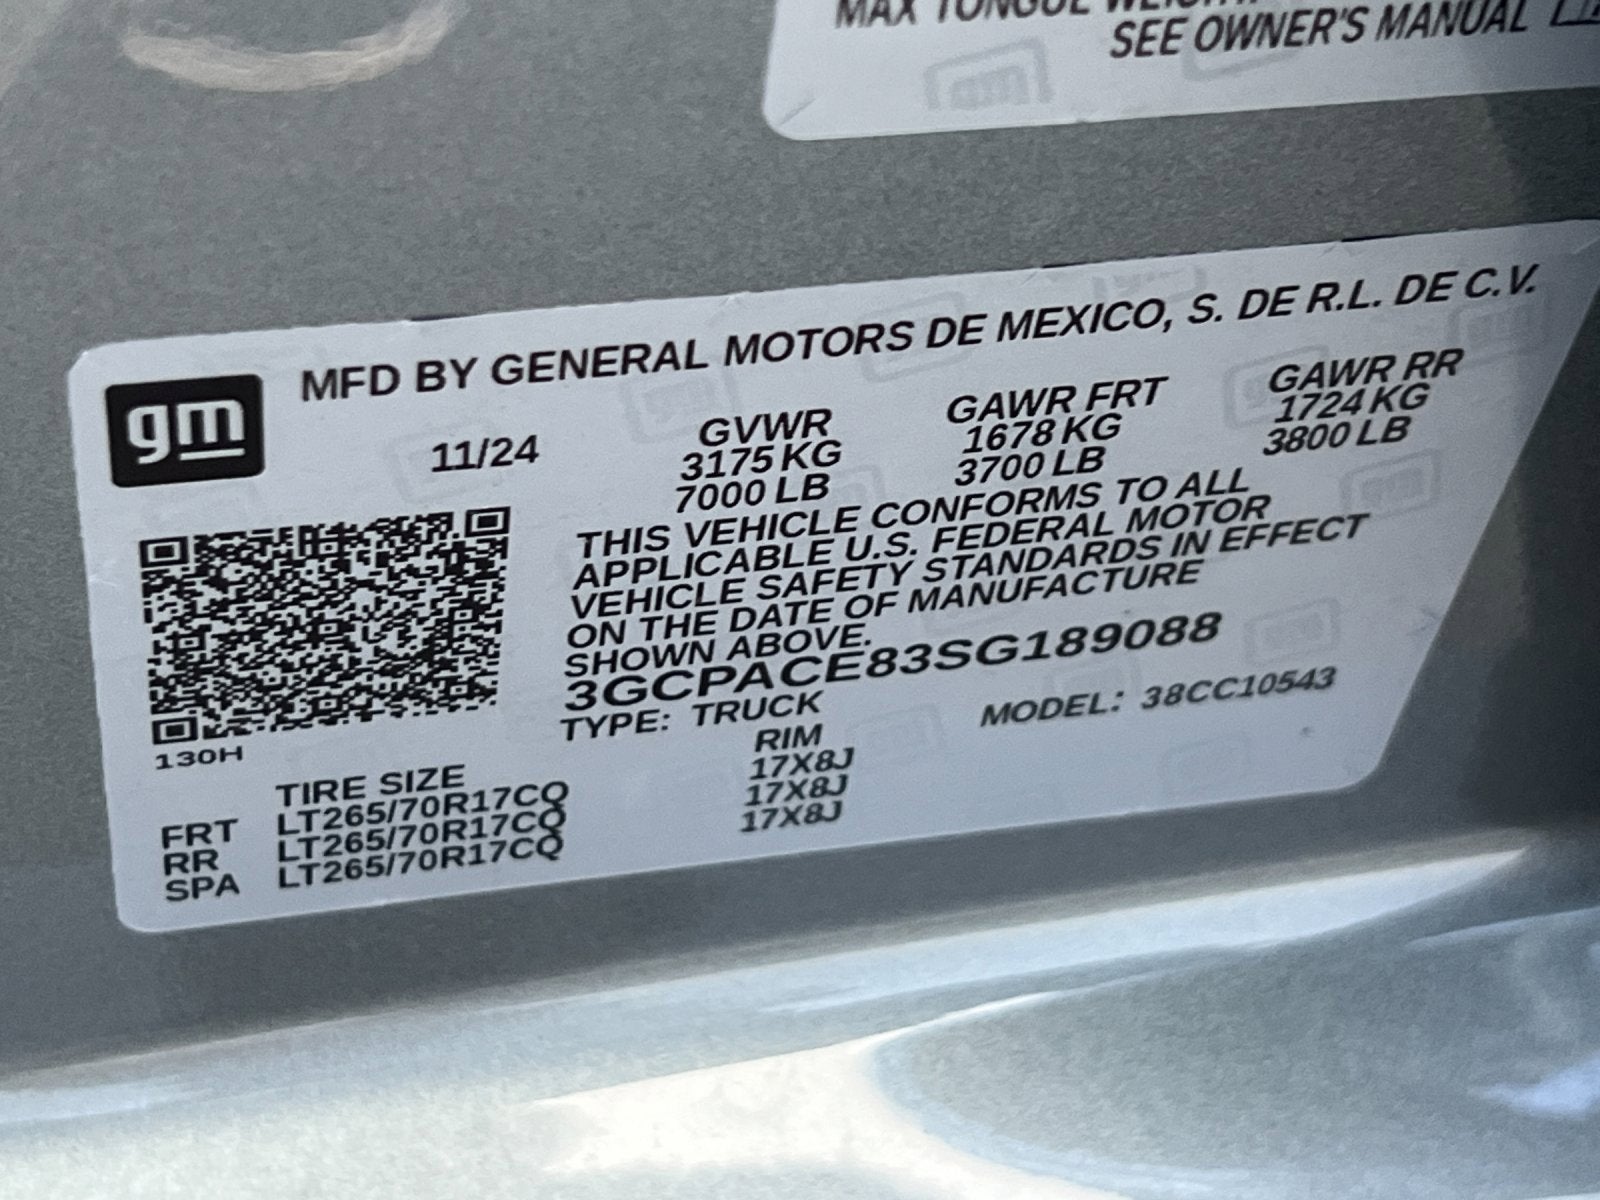 MAX TONGUE WEIGHT
SEE OWNER'S MANUAL
gm
MFD BY GENERAL MOTORS DE MEXICO, S. DE R.L. DE C.V.
11/24
GVWR GAWR FRT GAWR RR
3175 KG 1678 KG 1724 KG
7000 LB 3700 LB 3800 LB
THIS VEHICLE CONFORMS TO ALL
APPLICABLE U.S. FEDERAL MOTOR
VEHICLE SAFETY STANDARDS IN EFFECT
ON THE DATE OF MANUFACTURE
SHOWN ABOVE.
3GCPACE83SG189088
TYPE: TRUCK MODEL: 38CC10543
130H
TIRE SIZE RIM
FRT LT265/70R17CQ 17X8J
RR LT265/70R17CQ 17X8J
SPA LT265/70R17CQ 17X8J